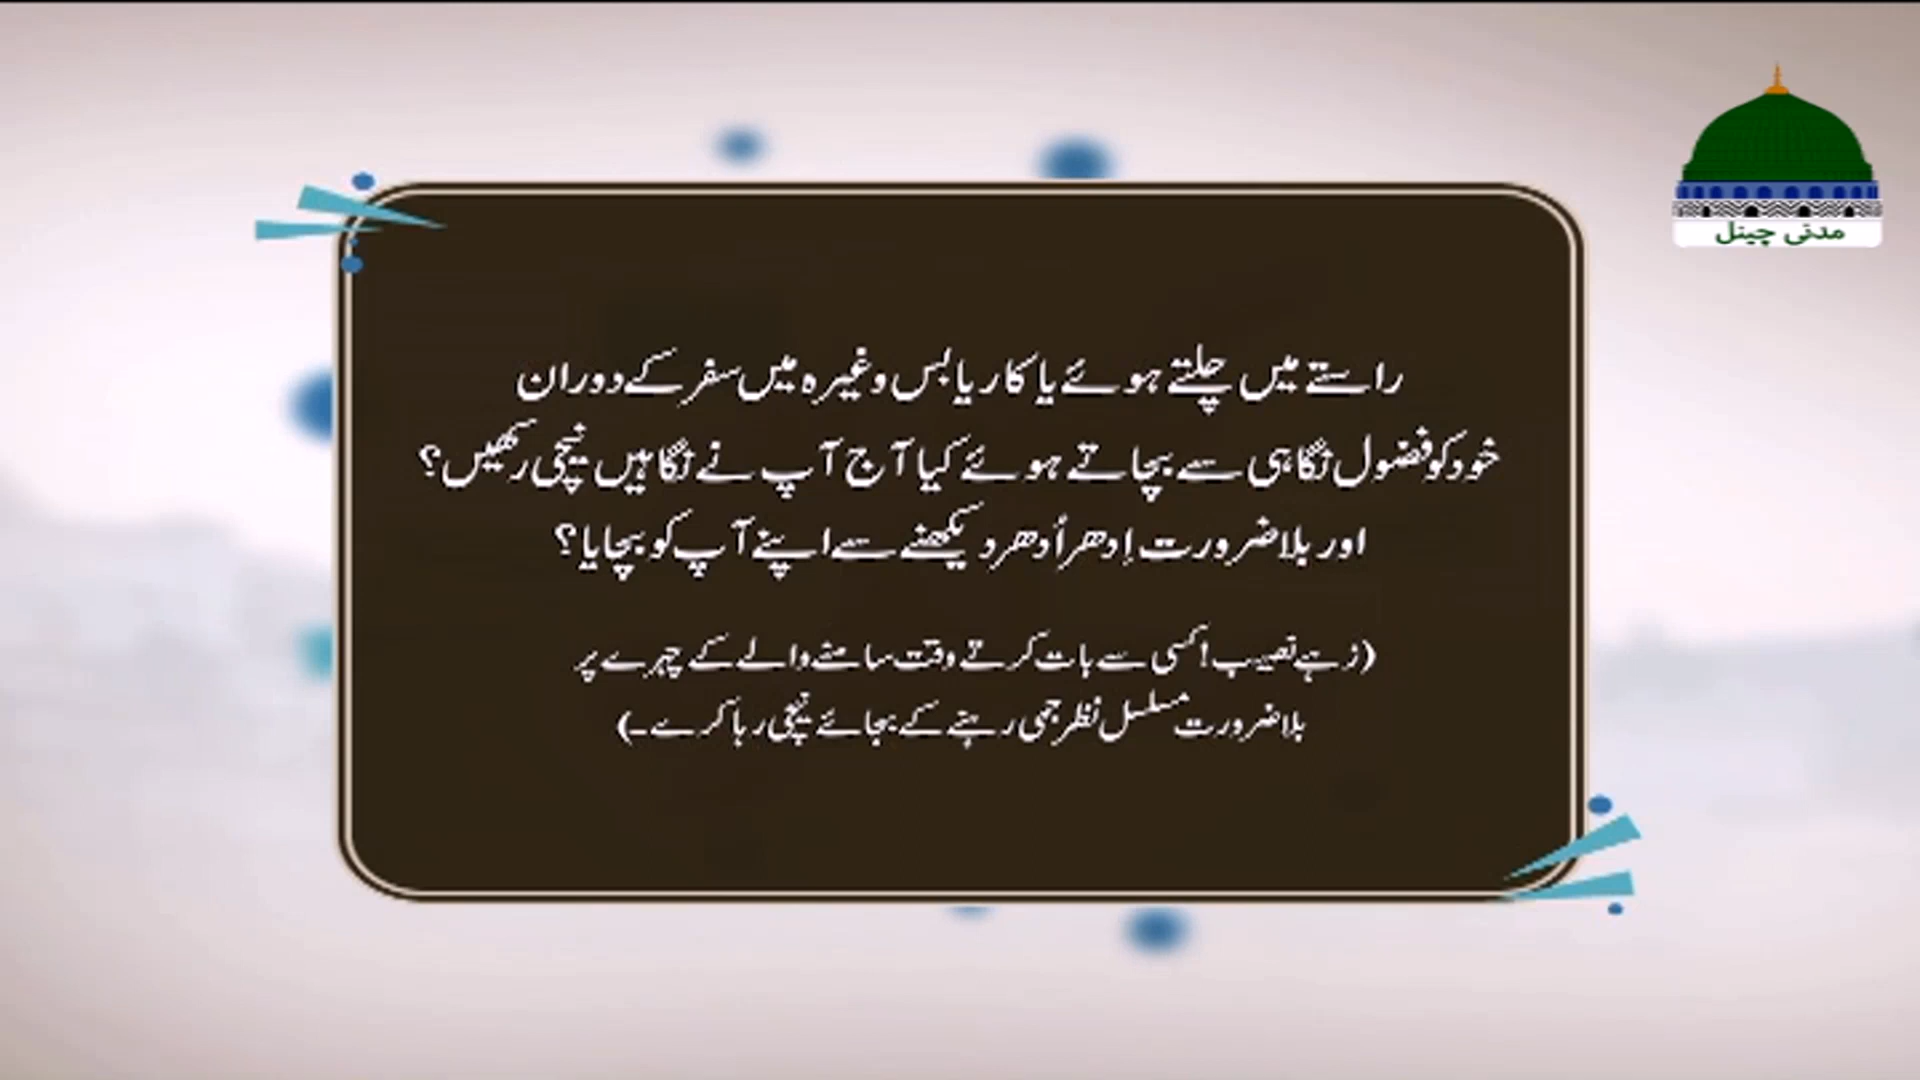 مدنی چینل
راستے میں چلتے ہوئے یا کار یا بس وغیرہ میں سفر کے دوران
خود کو فضول نگاہی سے بچاتے ہوئے کیا آج آپ نے نگاہیں نیچی رکھیں؟
اور بلا ضرورت اِدھر اُدھر دیکھنے سے اپنے آپ کو بچایا؟
(زہے نصیب! کسی سے بات کرتے وقت سامنے والے کے چہرے پر
بلا ضرورت مسلسل نظر جمی رہنے کے بجائے نیچی رہا کرے۔)